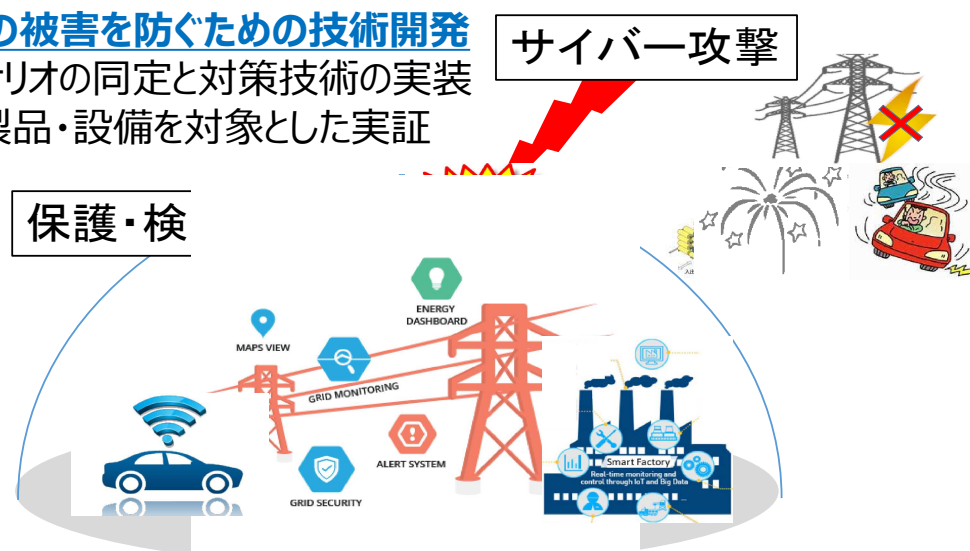 の被害を防ぐための技術開発
リオの同定と対策技術の実装
製品・設備を対象とした実証
サイバー攻撃
保護・検
ENERGY
DASHBOARD
MAPS VIEW
GRID MONITORING
ALERT SYSTEM
GRID SECURITY
Smart Factory
Real-time monitoring and
control through IoT and Big Data